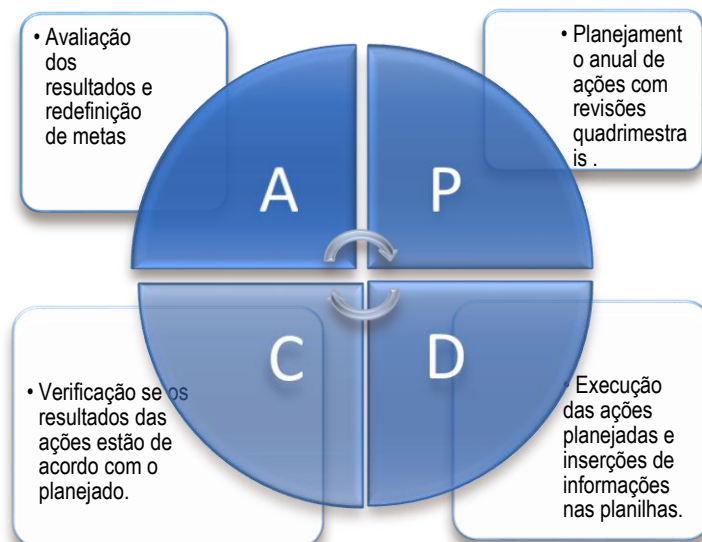 • Avaliação
dos
resultados e
redefinição
de metas
• Planejament
o anual de
ações com
revisões
quadrimestra
is .
A
P
C
D
• Verificação se os
resultados das
ações estão de
acordo com o
planejado.
• Execução
das ações
planejadas e
inserções de
informações
nas planilhas.